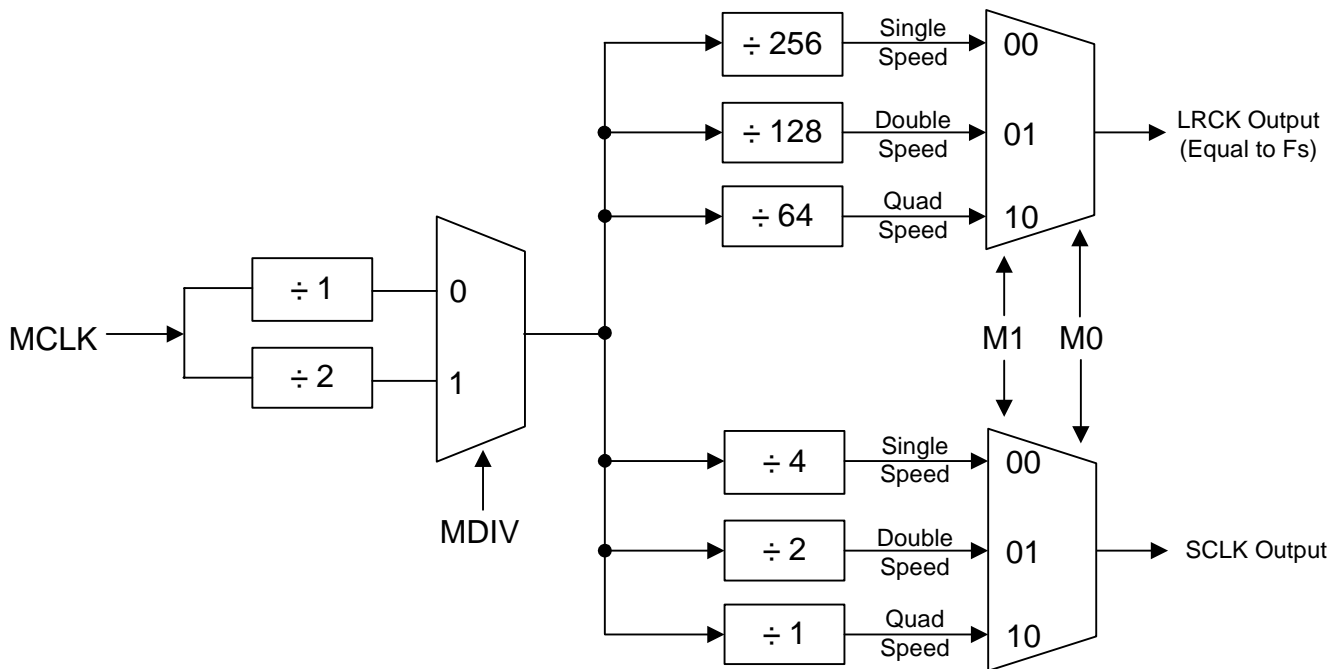 ÷ 256
Single
Speed
00
÷ 128
Double
Speed
01
LRCK Output
(Equal to Fs)
÷ 64
Quad
Speed
10
MCLK
÷ 1
0
÷ 2
1
MDIV
M1
M0
÷ 4
Single
Speed
00
÷ 2
Double
Speed
01
SCLK Output
÷ 1
Quad
Speed
10